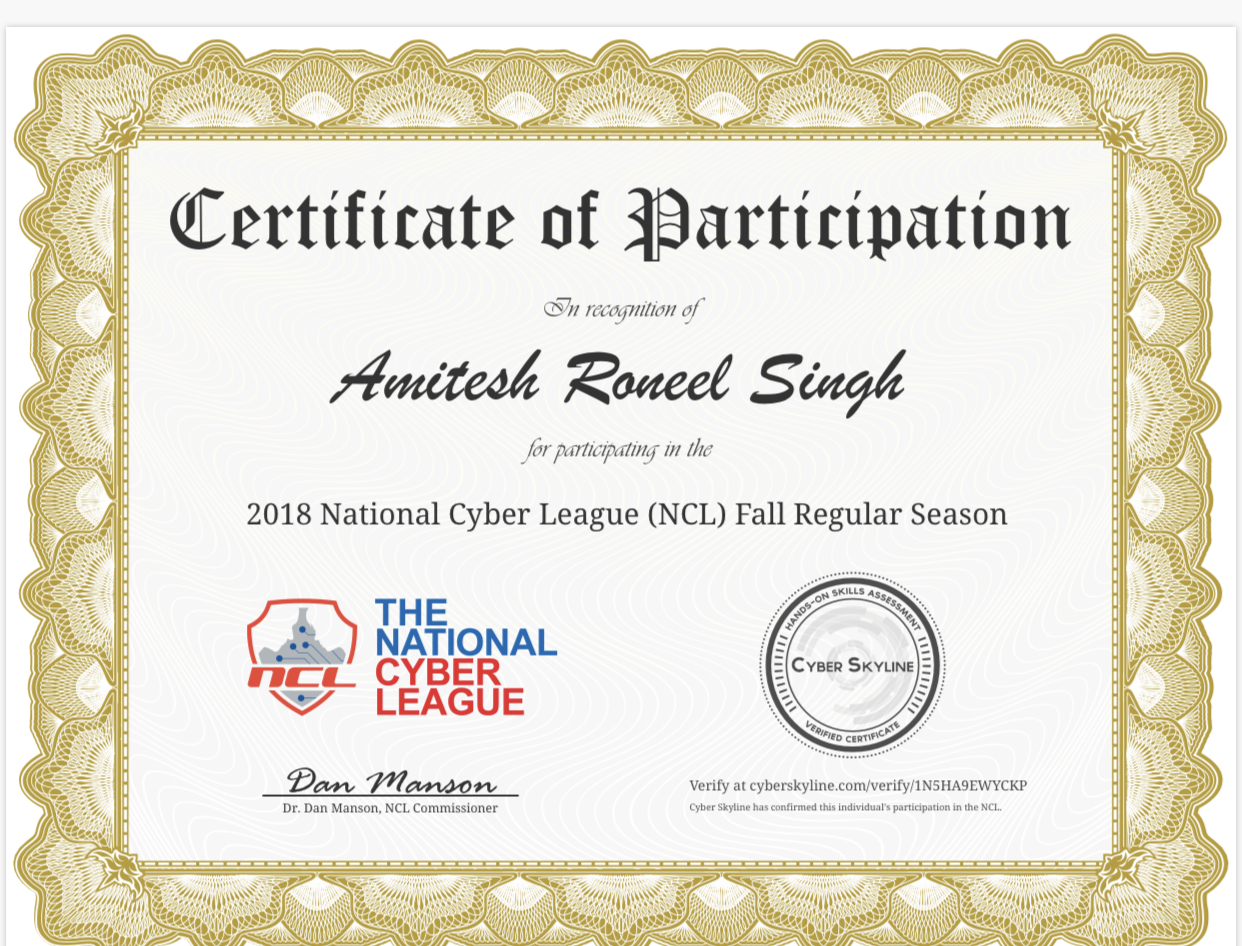 Certificate of Participation
In recognition of
Amitesh Roneel Singh
for participating in the
2018 National Cyber League (NCL) Fall Regular Season
ncl
THE
NATIONAL
CYBER
LEAGUE
HANDS-ON SKILLS ASSESSMENT
CYBER SKYLINE
VERIFIED CERTIFICATE
Dan Manson
Dr. Dan Manson, NCL Commissioner
Verify at cyberskyline.com/verify/1N5HA9EWYCKP
Cyber Skyline has confirmed this individual's participation in the NCL.